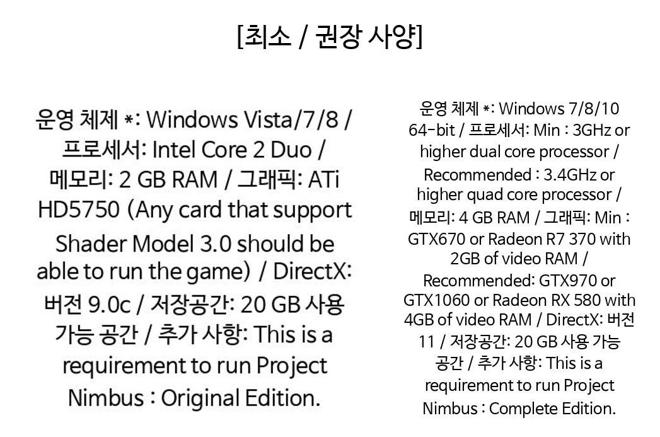 [최소 / 권장 사양]
운영 체제 *: Windows Vista/7/8 /
프로세서: Intel Core 2 Duo /
메모리: 2 GB RAM / 그래픽: ATi
HD5750 (Any card that support
Shader Model 3.0 should be
able to run the game) / DirectX:
버전 9.0c / 저장공간: 20 GB 사용
가능 공간 / 추가 사항: This is a
requirement to run Project
Nimbus : Original Edition.
운영 체제 *: Windows 7/8/10
64-bit / 프로세서: Min : 3GHz or
higher dual core processor /
Recommended : 3.4GHz or
higher quad core processor /
메모리: 4 GB RAM / 그래픽: Min :
GTX670 or Radeon R7 370 with
2GB of video RAM /
Recommended: GTX970 or
GTX1060 or Radeon RX 580 with
4GB of video RAM / DirectX: 버전
11 / 저장공간: 20 GB 사용 가능
공간 / 추가 사항: This is a
requirement to run Project
Nimbus : Complete Edition.